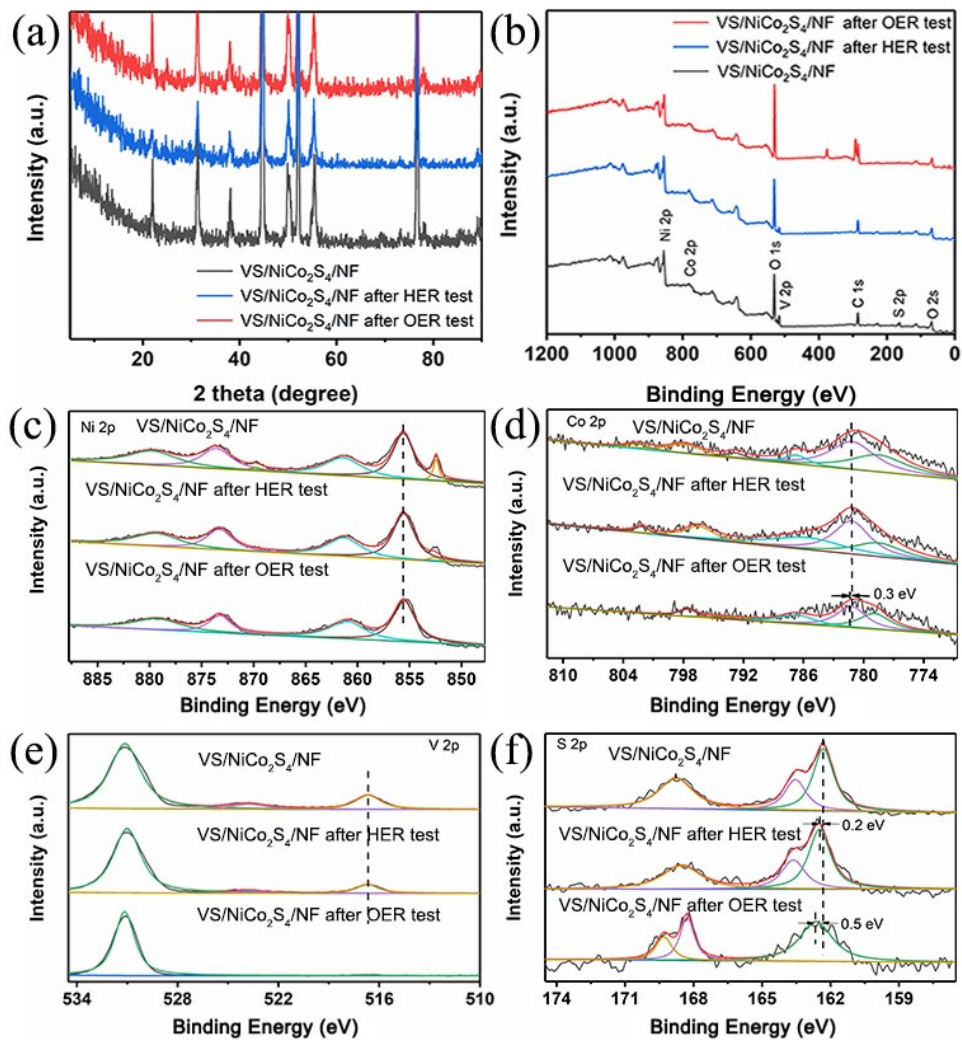 (a)
Intensity (a.u.)
VS/NiCo₂S₄/NF
VS/NiCo₂S₄/NF after HER test
VS/NiCo₂S₄/NF after OER test
20 40 60 80
2 theta (degree)
(b)
Intensity (a.u.)
VS/NiCo₂S₄/NF after OER test
VS/NiCo₂S₄/NF after HER test
VS/NiCo₂S₄/NF
Ni 2p
Co 2p
O 1s
V 2p
C 1s
S 2p
O 2s
1200 1000 800 600 400 200 0
Binding Energy (eV)
(c)
Intensity (a.u.)
Ni 2p
VS/NiCo₂S₄/NF
VS/NiCo₂S₄/NF after HER test
VS/NiCo₂S₄/NF after OER test
885 880 875 870 865 860 855 850
Binding Energy (eV)
(d)
Intensity (a.u.)
Co 2p
VS/NiCo₂S₄/NF
VS/NiCo₂S₄/NF after HER test
VS/NiCo₂S₄/NF after OER test
0.3 eV
810 804 798 792 786 780 774
Binding Energy (eV)
(e)
Intensity (a.u.)
V 2p
VS/NiCo₂S₄/NF
VS/NiCo₂S₄/NF after HER test
VS/NiCo₂S₄/NF after OER test
534 528 522 516 510
Binding Energy (eV)
(f)
Intensity (a.u.)
S 2p
VS/NiCo₂S₄/NF
0.2 eV
VS/NiCo₂S₄/NF after HER test
VS/NiCo₂S₄/NF after OER test
0.5 eV
174 171 168 165 162 159
Binding Energy (eV)